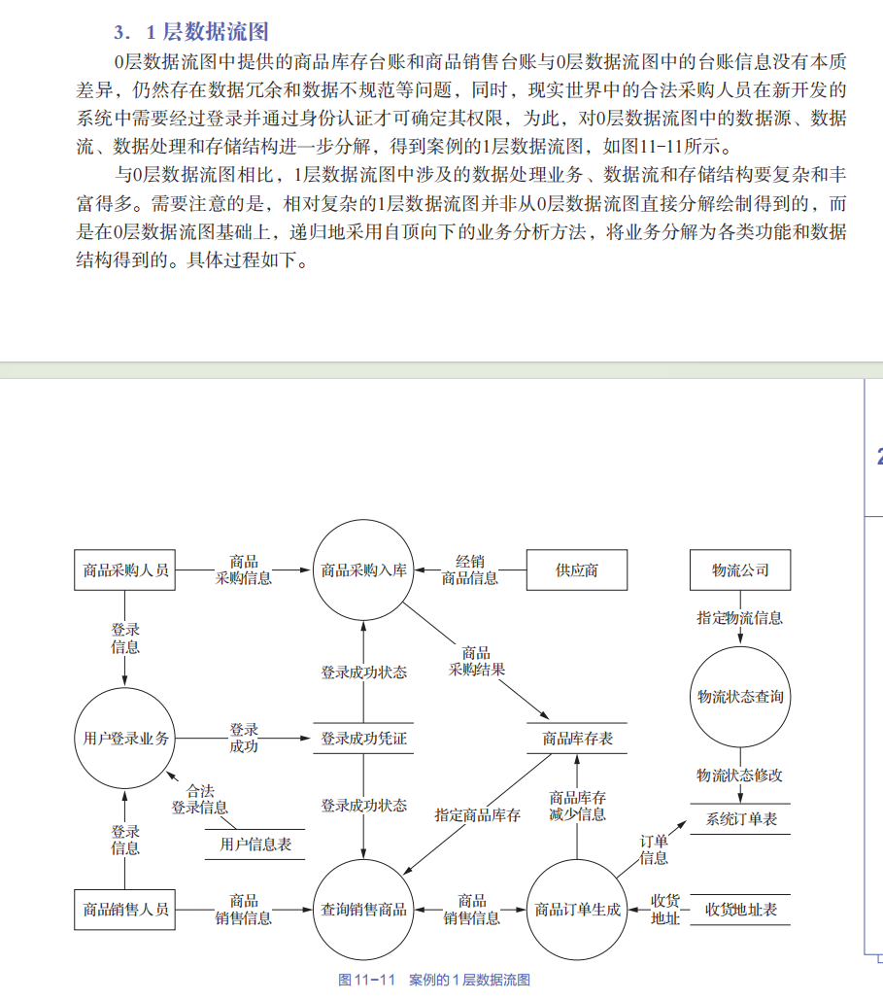 3. 1 层数据流图
0层数据流图中提供的商品库存台账和商品销售台账与0层数据流图中的台账信息没有本质
差异，仍然存在数据冗余和数据不规范等问题，同时，现实世界中的合法采购人员在新开发的
系统中需要经过登录并通过身份认证才可确定其权限，为此，对0层数据流图中的数据源、数据
流、数据处理和存储结构进一步分解，得到案例的1层数据流图，如图11-11所示。
与0层数据流图相比，1层数据流图中涉及的数据处理业务、数据流和存储结构要复杂和丰
富得多。需要注意的是，相对复杂的1层数据流图并非从0层数据流图直接分解绘制得到的，而
是在0层数据流图基础上，递归地采用自顶向下的业务分析方法，将业务分解为各类功能和数据
结构得到的。具体过程如下。
商品采购人员
商品
采购信息
商品采购入库
经销
商品信息
供应商
物流公司
登录
信息
指定物流信息
商品
采购结果
登录成功状态
物流状态查询
用户登录业务
登录
成功
登录成功凭证
商品库存表
物流状态修改
合法
登录信息
登录成功状态
指定商品库存
商品库存
减少信息
系统订单表
登录
信息
用户信息表
订单
信息
商品销售人员
商品
销售信息
查询销售商品
商品
销售信息
商品订单生成
收货
地址
收货地址表
图 11-11 案例的 1 层数据流图